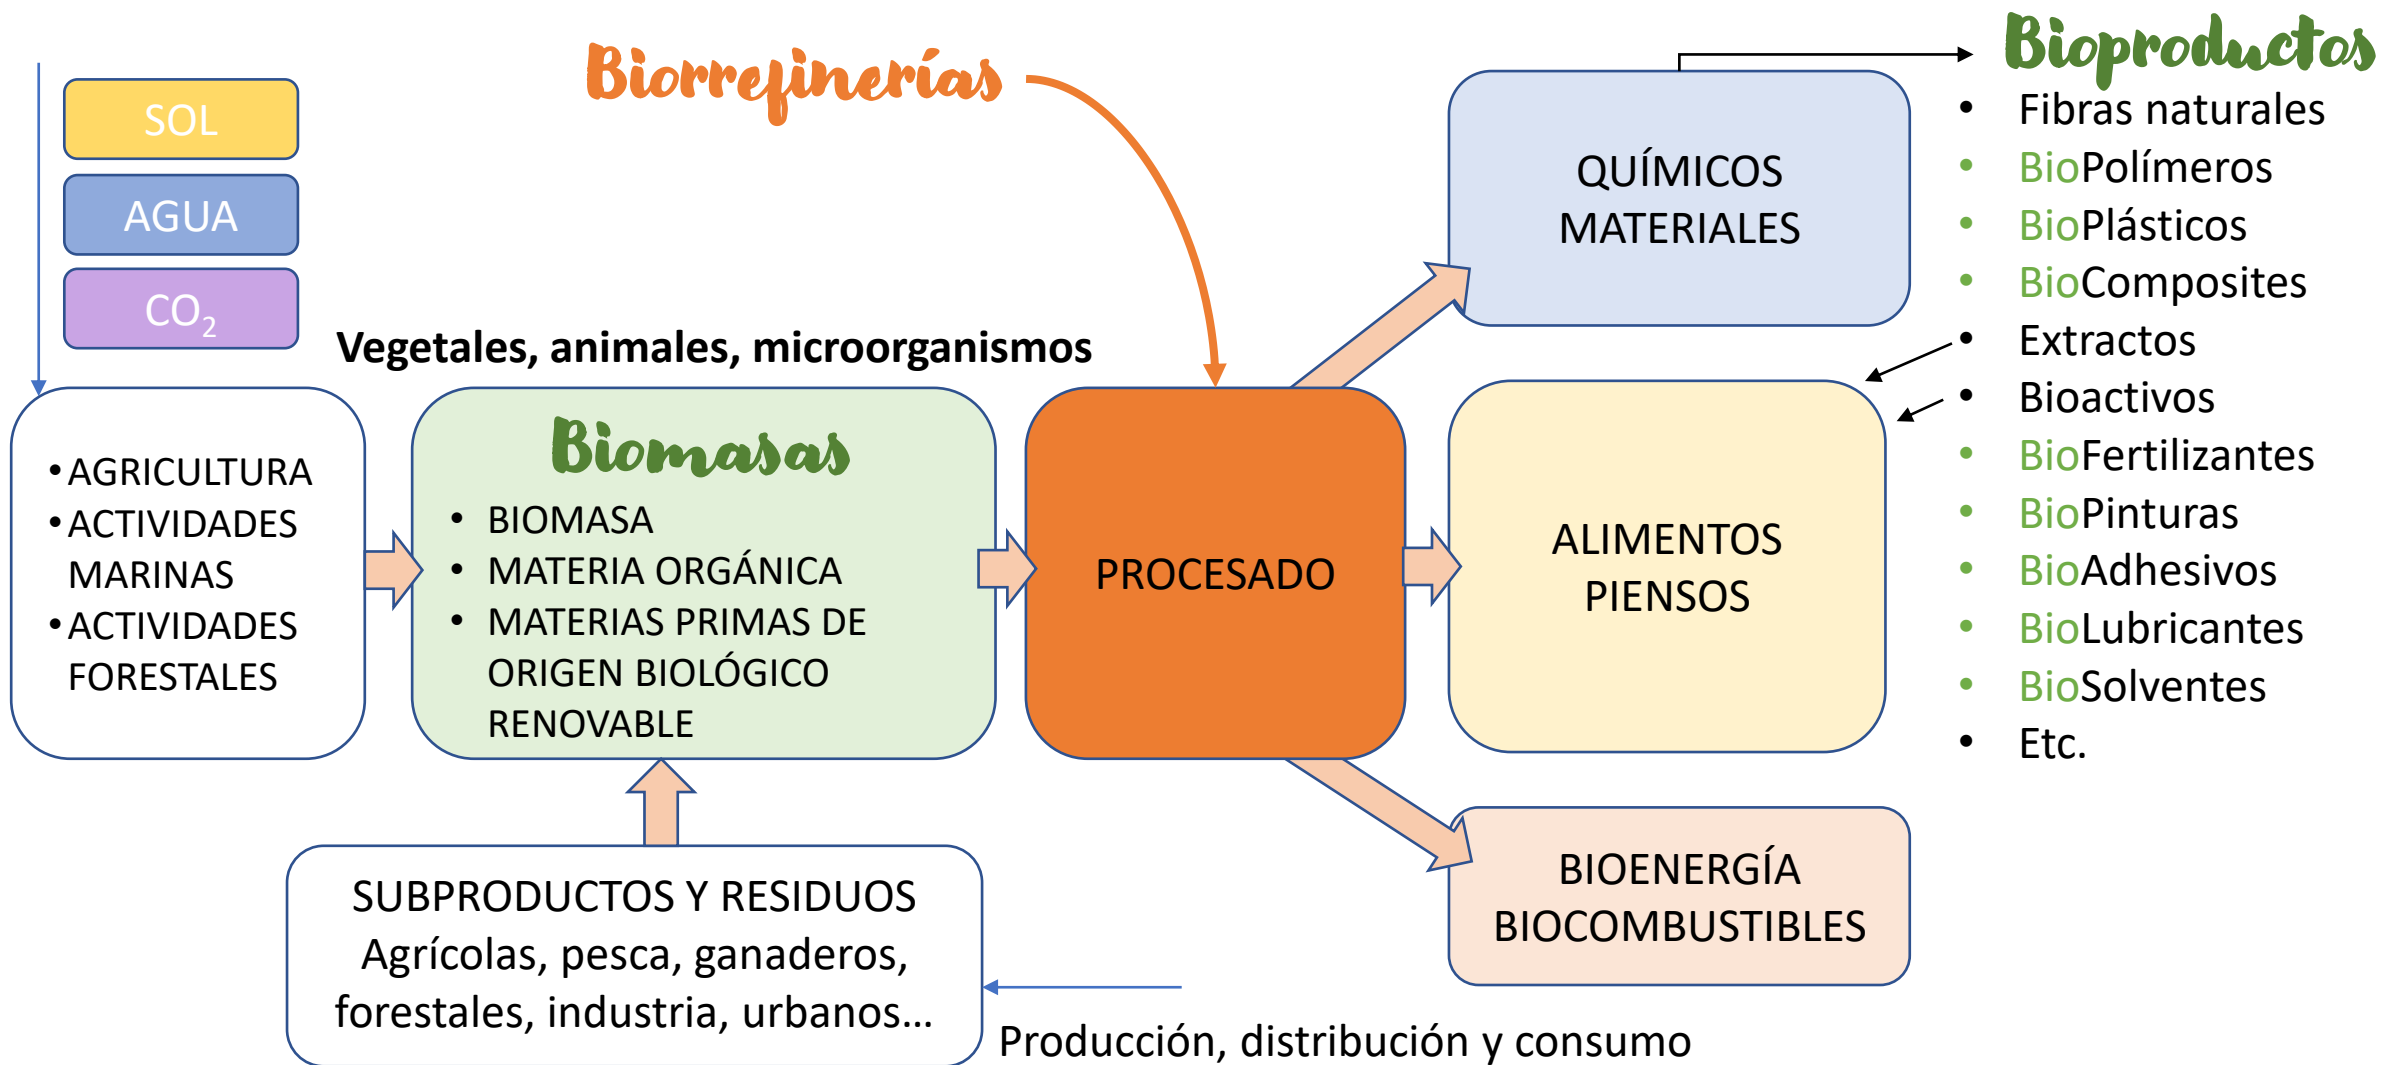 SOL
AGUA
CO₂
Biorrefinerías
Vegetales, animales, microorganismos
•AGRICULTURA
•ACTIVIDADES
MARINAS
•ACTIVIDADES
FORESTALES
Biomasas
• BIOMASA
• MATERIA ORGÁNICA
• MATERIAS PRIMAS DE
ORIGEN BIOLÓGICO
RENOVABLE
SUBPRODUCTOS Y RESIDUOS
Agrícolas, pesca, ganaderos,
forestales, industria, urbanos...
Producción, distribución y consumo
PROCESADO
QUÍMICOS
MATERIALES
ALIMENTOS
PIENSOS
BIOENERGÍA
BIOCOMBUSTIBLES
Bioproductos
• Fibras naturales
• BioPolímeros
• BioPlásticos
• BioComposites
• Extractos
• Bioactivos
• BioFertilizantes
• BioPinturas
• BioAdhesivos
• BioLubricantes
• BioSolventes
• Etc.